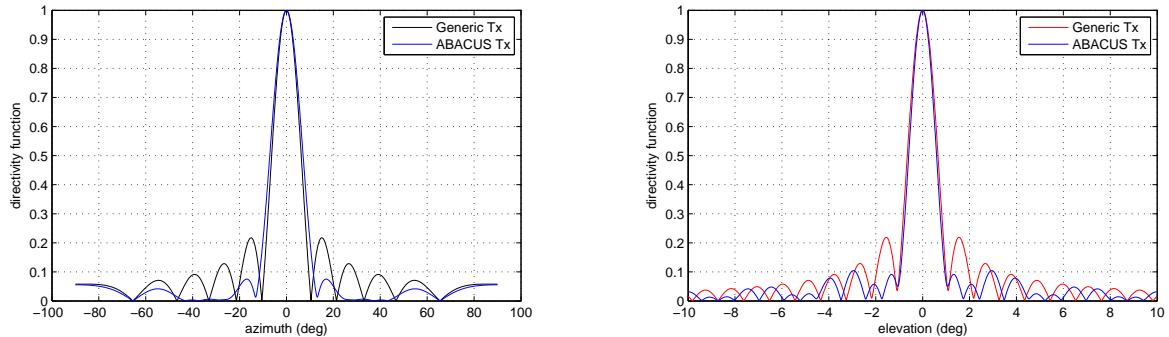 1
0.9
0.8
0.7
0.6
0.5
0.4
0.3
0.2
0.1
0
directivity function
−100 −80 −60 −40 −20 0 20 40 60 80 100
azimuth (deg)
Generic Tx
ABACUS Tx
1
0.9
0.8
0.7
0.6
0.5
0.4
0.3
0.2
0.1
0
directivity function
−10 −8 −6 −4 −2 0 2 4 6 8 10
elevation (deg)
Generic Tx
ABACUS Tx